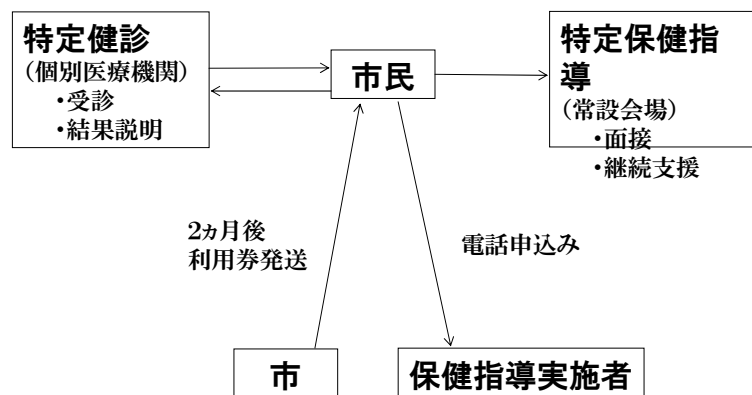 特定健診
（個別医療機関）
・受診
・結果説明
市民
特定保健指
導
（常設会場）
・面接
・継続支援
2ヵ月後
利用券発送
電話申込み
市
保健指導実施者